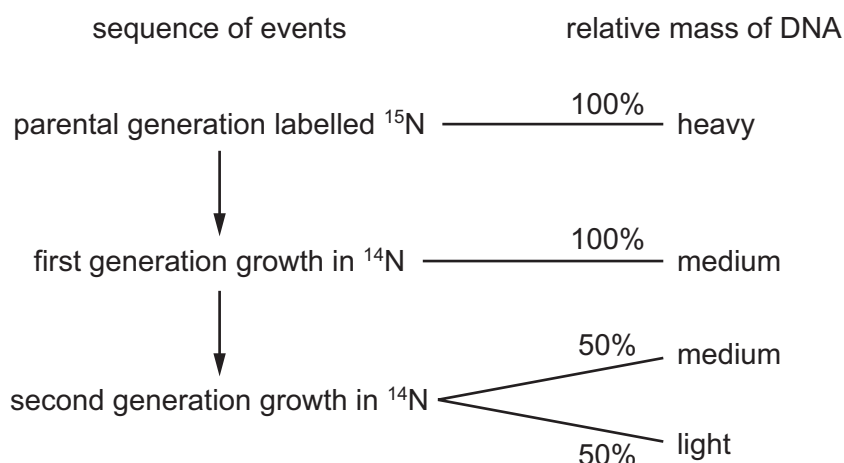 sequence of events relative mass of DNA
100%
parental generation labelled ¹⁵N heavy
100%
first generation growth in ¹⁴N medium
50% medium
second generation growth in ¹⁴N
50% light